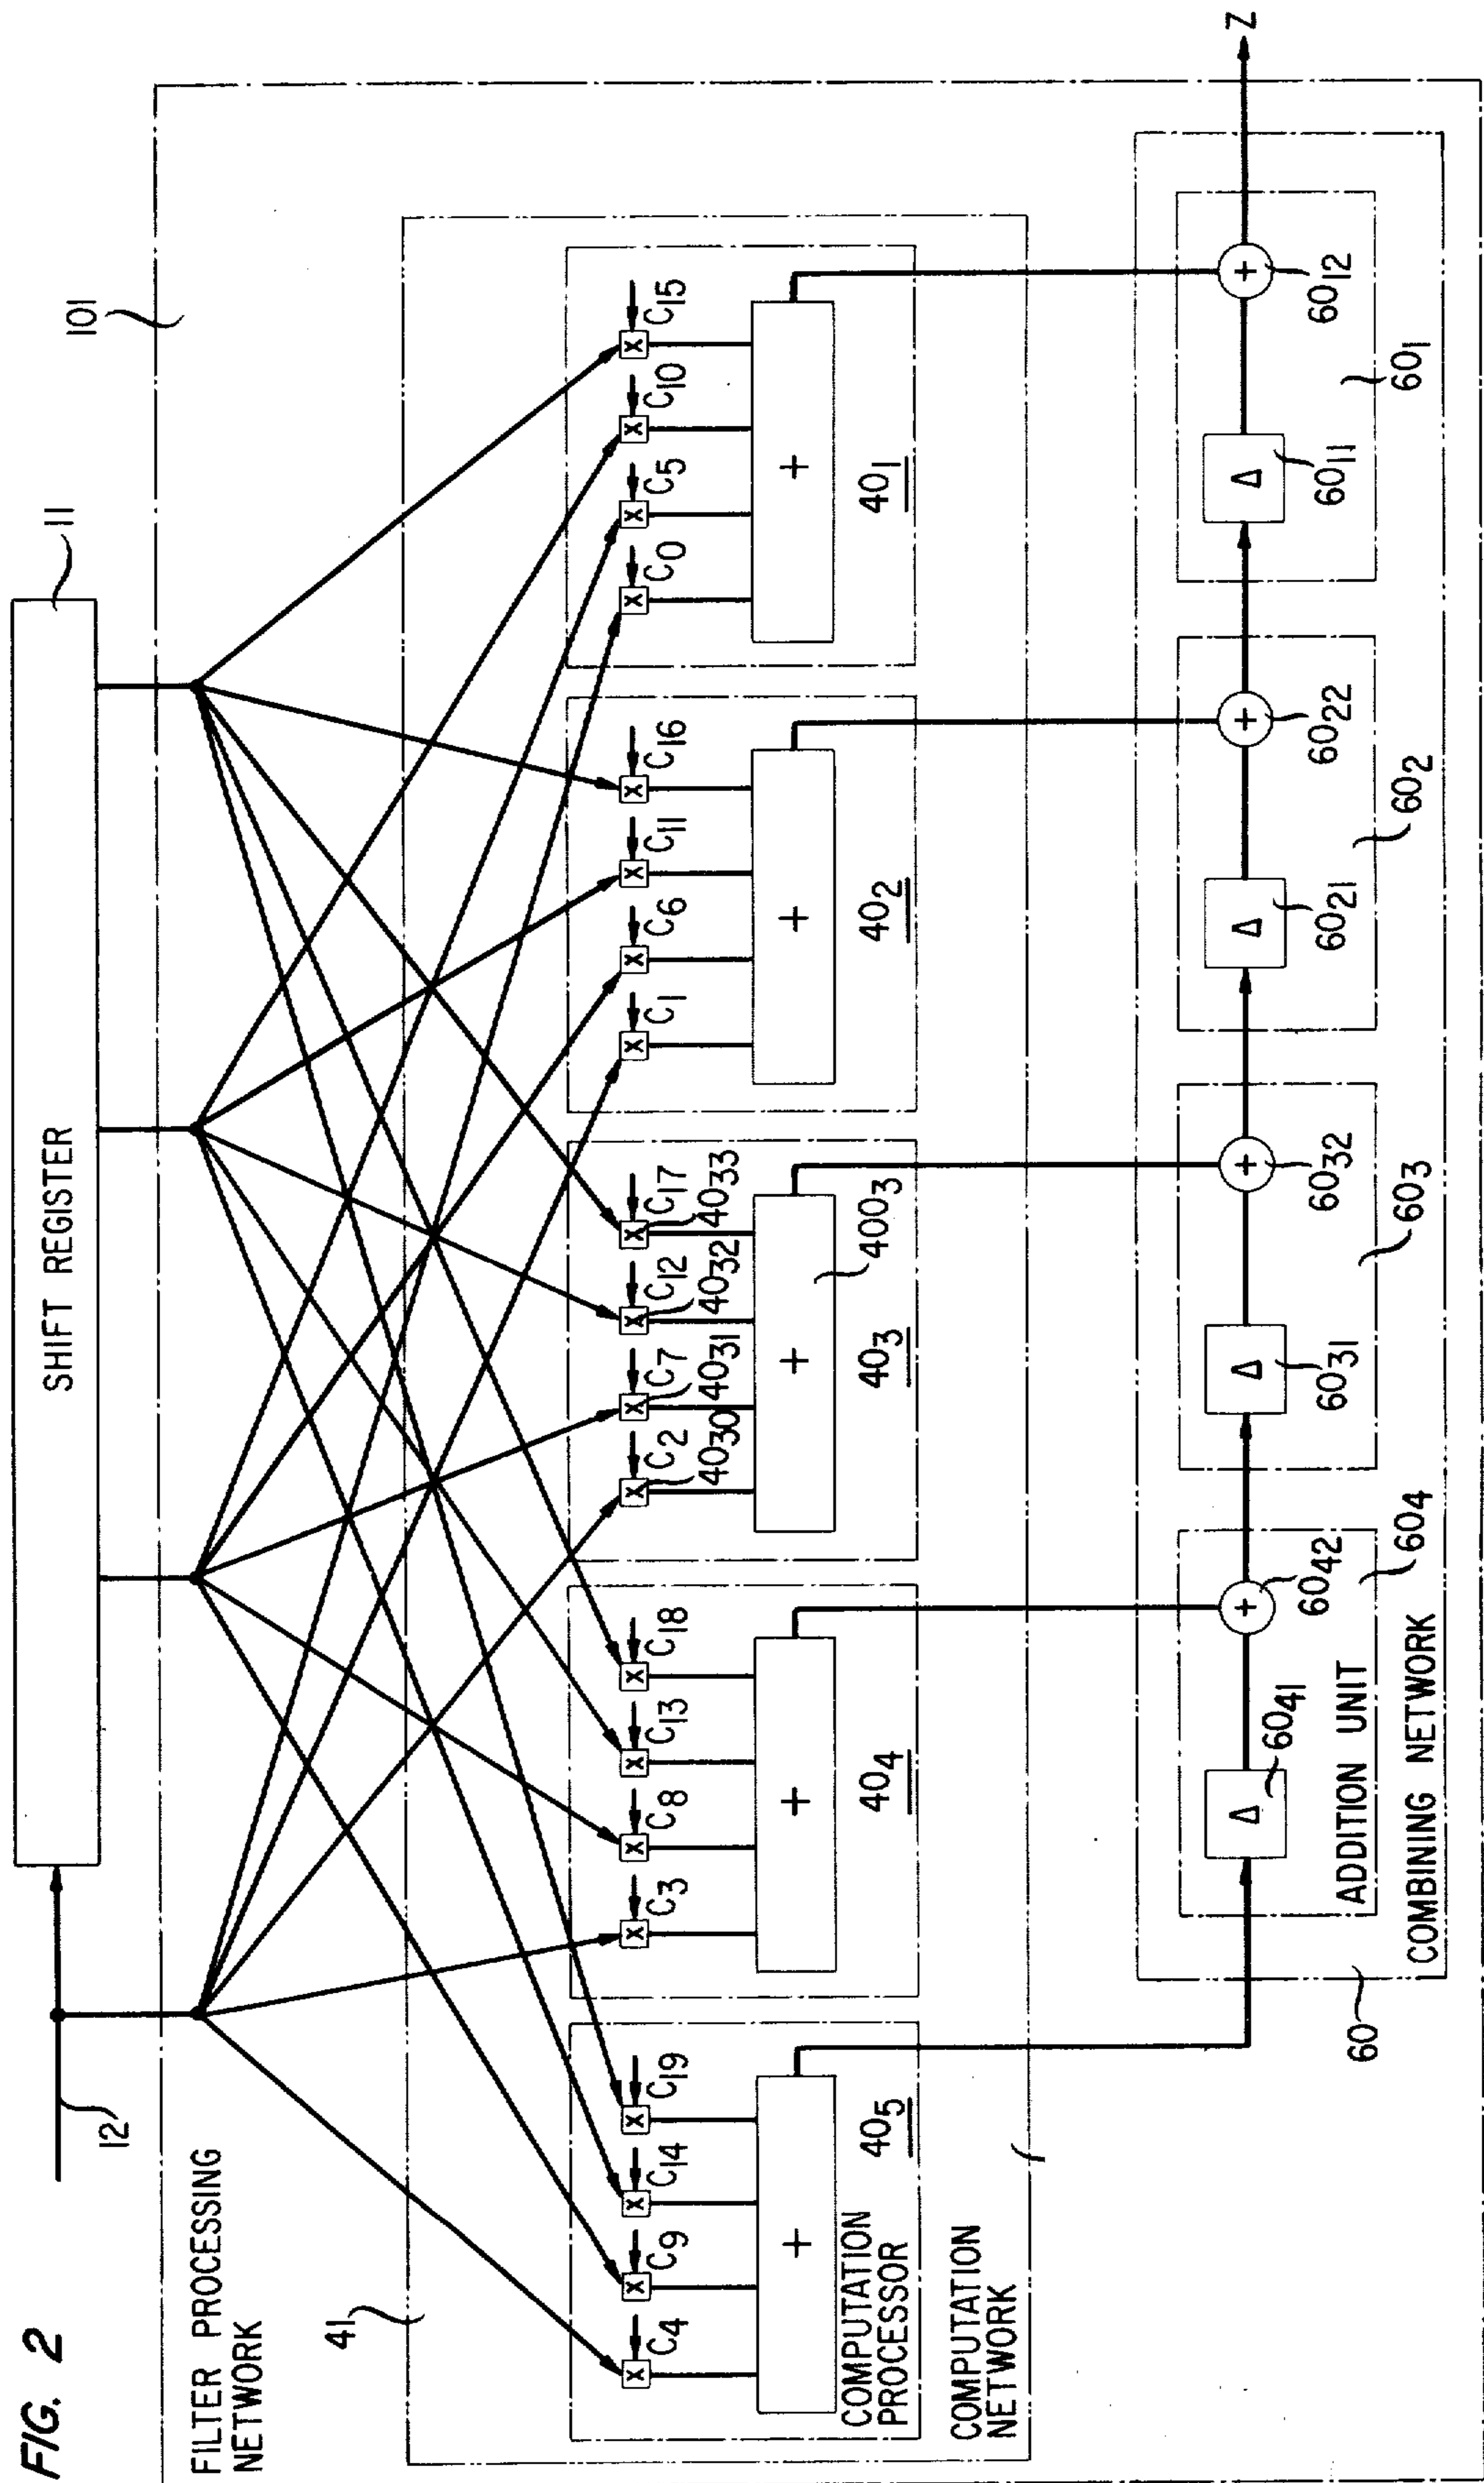 FIG. 2
SHIFT REGISTER
11
12
101
FILTER PROCESSING
NETWORK
41
C4 C9 C14 C19
C3 C8 C13 C18
C2 C7 C12 C17
C1 C6 C11 C16
C0 C5 C10 C15
4030 4031 4032 4033
x x x x
x x x x
x x x x
x x x x
x x x x
+ + + + +
4003
COMPUTATION
PROCESSOR
405 404 403 402 401
COMPUTATION
NETWORK
Δ + Δ + Δ + Δ + Z
6041 6042 6031 6032 6021 6022 6011 6012
ADDITION UNIT
604 603 602 601
COMBINING NETWORK
60